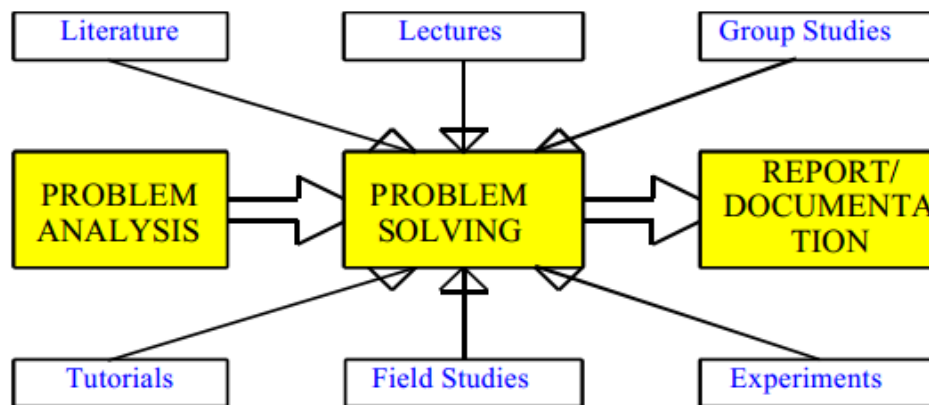 Literature
Lectures
Group Studies
PROBLEM
ANALYSIS
PROBLEM
SOLVING
REPORT/
DOCUMENTA
TION
Tutorials
Field Studies
Experiments